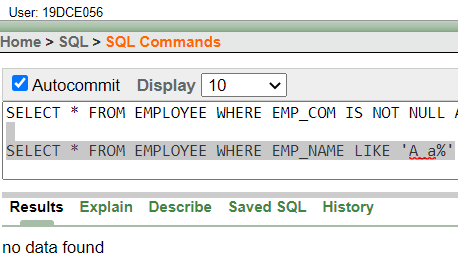 User: 19DCE056
Home > SQL > SQL Commands
Autocommit Display 10
SELECT * FROM EMPLOYEE WHERE EMP_COM IS NOT NULL A
SELECT * FROM EMPLOYEE WHERE EMP_NAME LIKE 'A_a%'
Results Explain Describe Saved SQL History
no data found